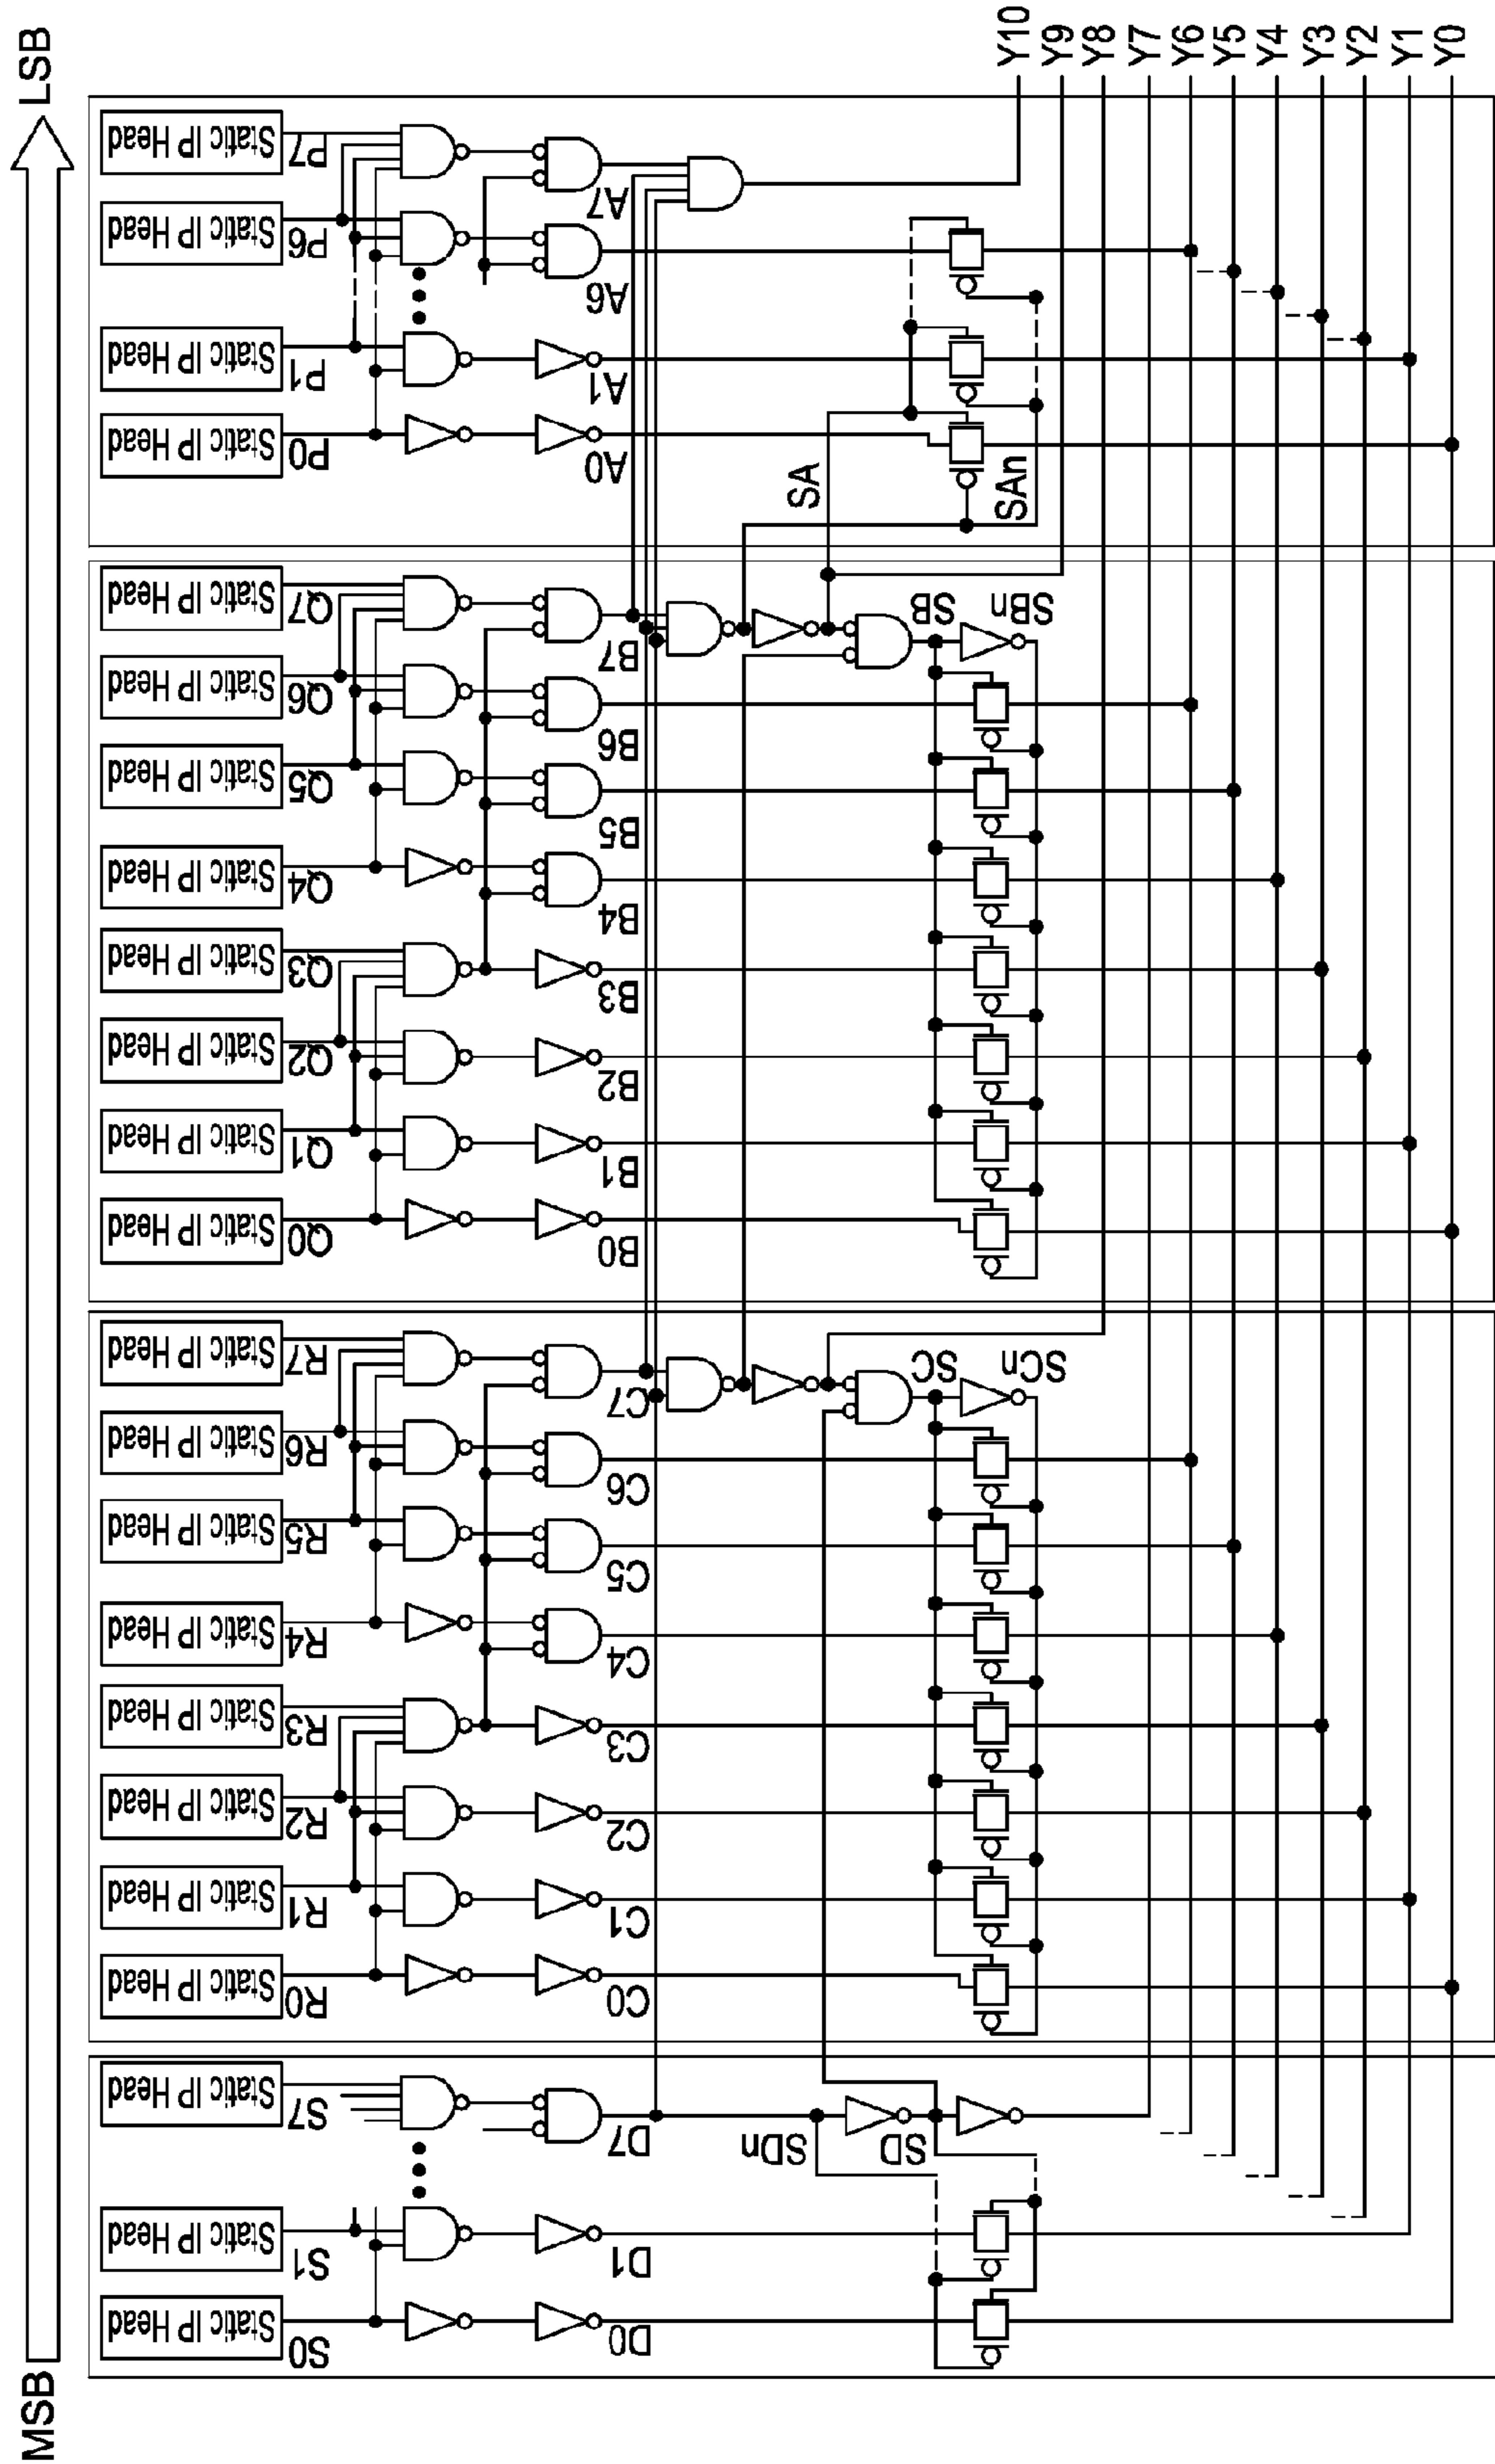 MSB
LSB
Static IP Head
Static IP Head
Static IP Head
Static IP Head
P7
P6
P1
P0
A7
A6
A1
A0
SA
SAn
Static IP Head
Static IP Head
Static IP Head
Static IP Head
Static IP Head
Static IP Head
Static IP Head
Static IP Head
Q7
Q6
Q5
Q4
Q3
Q2
Q1
Q0
B7
B6
B5
B4
B3
B2
B1
B0
SB
SBn
Static IP Head
Static IP Head
Static IP Head
Static IP Head
Static IP Head
Static IP Head
Static IP Head
Static IP Head
R7
R6
R5
R4
R3
R2
R1
R0
C7
C6
C5
C4
C3
C2
C1
C0
SC
SCn
Static IP Head
Static IP Head
Static IP Head
S7
S1
S0
D7
D1
D0
SDn
SD
Y10
Y9
Y8
Y7
Y6
Y5
Y4
Y3
Y2
Y1
Y0